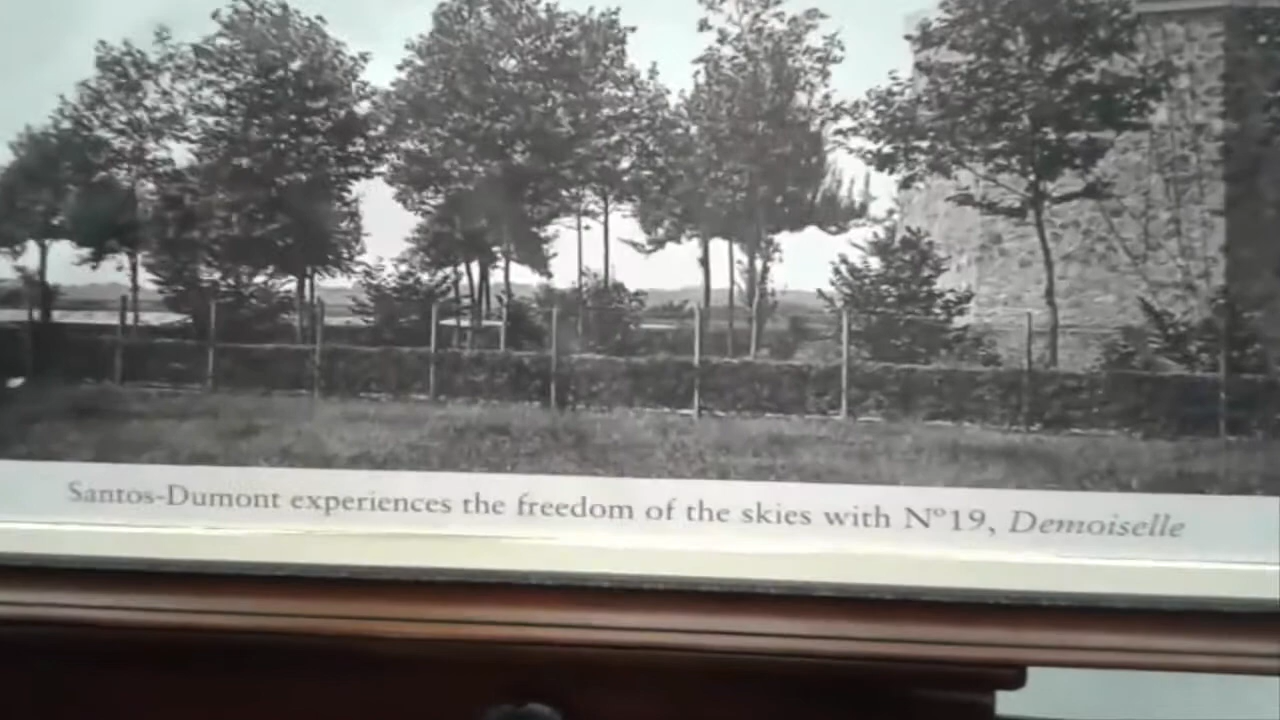 Santos-Dumont experiences the freedom of the skies with Nº19, Demoiselle